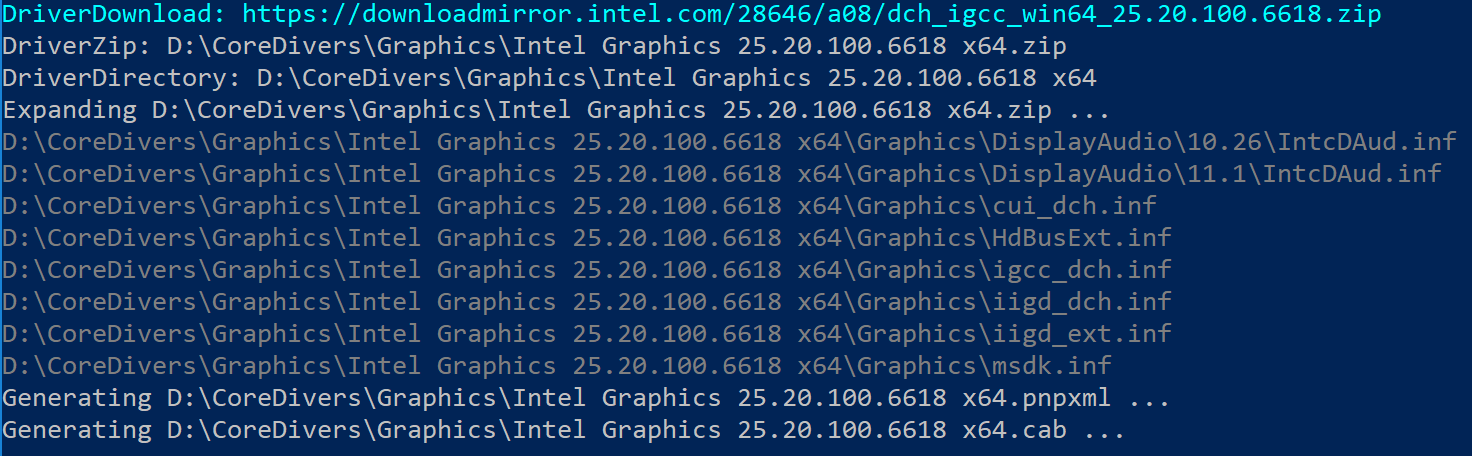 DriverDownload: https://downloadmirror.intel.com/28646/a08/dch_igcc_win64_25.20.100.6618.zip
DriverZip: D:\CoreDivers\Graphics\Intel Graphics 25.20.100.6618 x64.zip
DriverDirectory: D:\CoreDivers\Graphics\Intel Graphics 25.20.100.6618 x64
Expanding D:\CoreDivers\Graphics\Intel Graphics 25.20.100.6618 x64.zip ...
D:\CoreDivers\Graphics\Intel Graphics 25.20.100.6618 x64\Graphics\DisplayAudio\10.26\IntcDAud.inf
D:\CoreDivers\Graphics\Intel Graphics 25.20.100.6618 x64\Graphics\DisplayAudio\11.1\IntcDAud.inf
D:\CoreDivers\Graphics\Intel Graphics 25.20.100.6618 x64\Graphics\cui_dch.inf
D:\CoreDivers\Graphics\Intel Graphics 25.20.100.6618 x64\Graphics\HdBusExt.inf
D:\CoreDivers\Graphics\Intel Graphics 25.20.100.6618 x64\Graphics\igcc_dch.inf
D:\CoreDivers\Graphics\Intel Graphics 25.20.100.6618 x64\Graphics\iigd_dch.inf
D:\CoreDivers\Graphics\Intel Graphics 25.20.100.6618 x64\Graphics\iigd_ext.inf
D:\CoreDivers\Graphics\Intel Graphics 25.20.100.6618 x64\Graphics\msdk.inf
Generating D:\CoreDivers\Graphics\Intel Graphics 25.20.100.6618 x64.pnpxml ...
Generating D:\CoreDivers\Graphics\Intel Graphics 25.20.100.6618 x64.cab ...